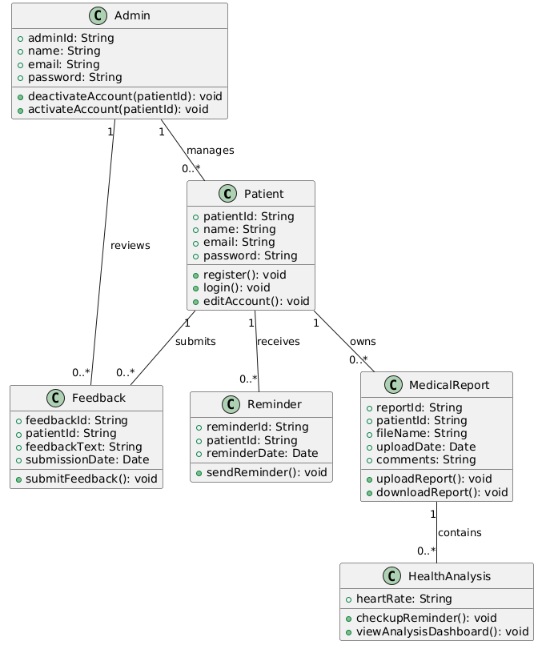 C Admin
adminId: String
name: String
email: String
password: String
deactivateAccount(patientId): void
activateAccount(patientId): void
1
1
manages
0..*
C Patient
patientId: String
name: String
email: String
password: String
register(): void
login(): void
editAccount(): void
reviews
1
1
1
submits
receives
owns
0..*
0..*
0..*
0..*
C Feedback
feedbackId: String
patientId: String
feedbackText: String
submissionDate: Date
submitFeedback(): void
C Reminder
reminderId: String
patientId: String
reminderDate: Date
sendReminder(): void
C MedicalReport
reportId: String
patientId: String
fileName: String
uploadDate: Date
comments: String
uploadReport(): void
downloadReport(): void
1
contains
0..*
C HealthAnalysis
heartRate: String
checkupReminder(): void
viewAnalysisDashboard(): void